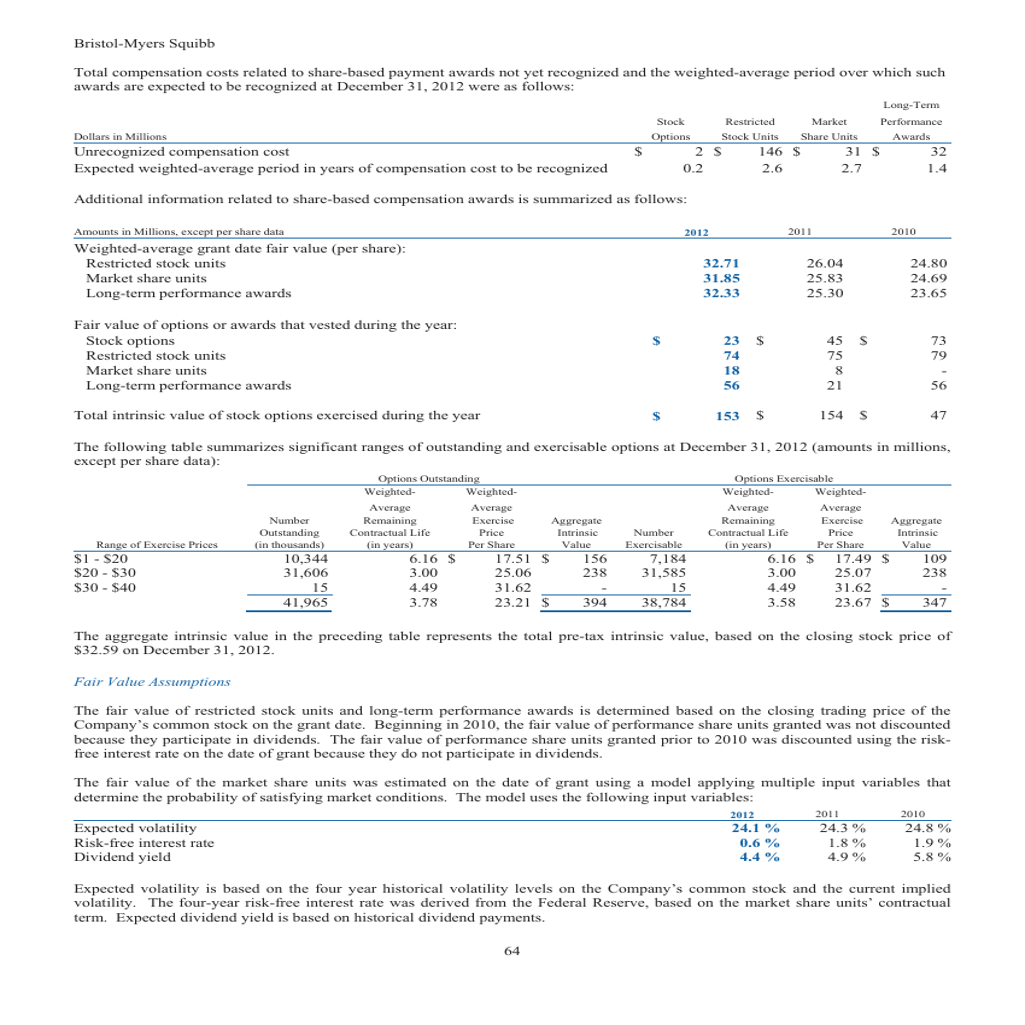 Bristol-Myers Squibb
Total compensation costs related to share-based payment awards not yet recognized and the weighted-average period over which such
awards are expected to be recognized at December 31, 2012 were as follows:
Long-Term
Stock Restricted Market Performance
Dollars in Millions Options Stock Units Share Units Awards
Unrecognized compensation cost $ 2 $ 146 $ 31 $ 32
Expected weighted-average period in years of compensation cost to be recognized 0.2 2.6 2.7 1.4
Additional information related to share-based compensation awards is summarized as follows:
Amounts in Millions, except per share data 2012 2011 2010
Weighted-average grant date fair value (per share):
Restricted stock units 32.71 26.04 24.80
Market share units 31.85 25.83 24.69
Long-term performance awards 32.33 25.30 23.65
Fair value of options or awards that vested during the year:
Stock options $ 23 $ 45 $ 73
Restricted stock units 74 75 79
Market share units 18 8 -
Long-term performance awards 56 21 56
Total intrinsic value of stock options exercised during the year $ 153 $ 154 $ 47
The following table summarizes significant ranges of outstanding and exercisable options at December 31, 2012 (amounts in millions,
except per share data):
Options Outstanding Options Exercisable
Weighted- Weighted- Weighted- Weighted-
Average Average Average Average
Number Remaining Exercise Aggregate Remaining Exercise Aggregate
Outstanding Contractual Life Price Intrinsic Number Contractual Life Price Intrinsic
Range of Exercise Prices (in thousands) (in years) Per Share Value Exercisable (in years) Per Share Value
$1 - $20 10,344 6.16 $ 17.51 $ 156 7,184 6.16 $ 17.49 $ 109
$20 - $30 31,606 3.00 25.06 238 31,585 3.00 25.07 238
$30 - $40 15 4.49 31.62 - 15 4.49 31.62 -
41,965 3.78 23.21 $ 394 38,784 3.58 23.67 $ 347
The aggregate intrinsic value in the preceding table represents the total pre-tax intrinsic value, based on the closing stock price of
$32.59 on December 31, 2012.
Fair Value Assumptions
The fair value of restricted stock units and long-term performance awards is determined based on the closing trading price of the
Company's common stock on the grant date. Beginning in 2010, the fair value of performance share units granted was not discounted
because they participate in dividends. The fair value of performance share units granted prior to 2010 was discounted using the risk-
free interest rate on the date of grant because they do not participate in dividends.
The fair value of the market share units was estimated on the date of grant using a model applying multiple input variables that
determine the probability of satisfying market conditions. The model uses the following input variables:
2012 2011 2010
Expected volatility 24.1 % 24.3 % 24.8 %
Risk-free interest rate 0.6 % 1.8 % 1.9 %
Dividend yield 4.4 % 4.9 % 5.8 %
Expected volatility is based on the four year historical volatility levels on the Company's common stock and the current implied
volatility. The four-year risk-free interest rate was derived from the Federal Reserve, based on the market share units' contractual
term. Expected dividend yield is based on historical dividend payments.
64